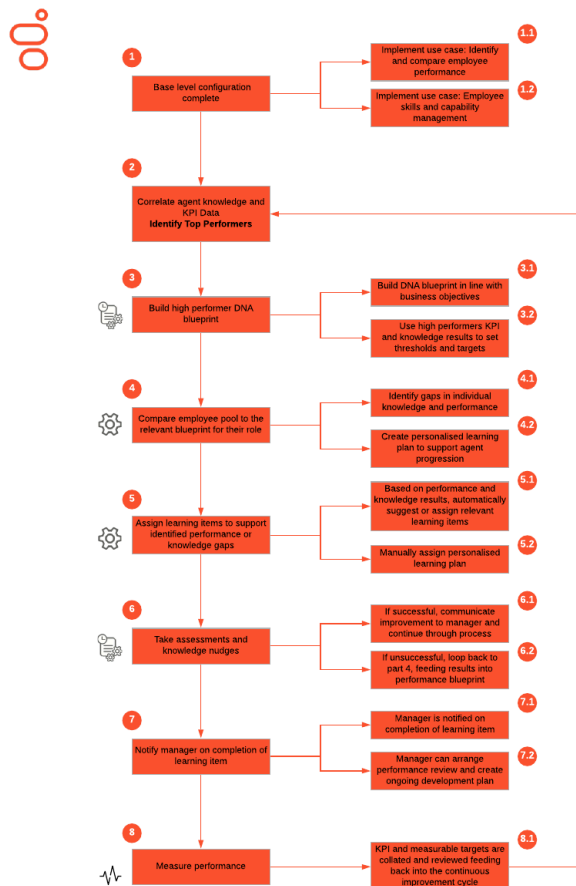 1
Base level configuration
complete
1.1
Implement use case: Identify
and compare employee
performance
1.2
Implement use case: Employee
skills and capability
management
2
Correlate agent knowledge and
KPI Data
Identify Top Performers
3
Build high performer DNA
blueprint
3.1
Build DNA blueprint in line with
business objectives
3.2
Use high performers KPI
and knowledge results to set
thresholds and targets
4
Compare employee pool to the
relevant blueprint for their role
4.1
Identify gaps in individual
knowledge and performance
4.2
Create personalised learning
plan to support agent
progression
5
Assign learning items to support
identified performance or
knowledge gaps
5.1
Based on performance and
knowledge results, automatically
suggest or assign relevant
learning items
5.2
Manually assign personalised
learning plan
6
Take assessments and
knowledge nudges
6.1
If successful, communicate
improvement to manager and
continue through process
6.2
If unsuccessful, loop back to
part 4, feeding results into
performance blueprint
7
Notify manager on completion of
learning item
7.1
Manager is notified on
completion of learning item
7.2
Manager can arrange
performance review and create
ongoing development plan
8
Measure performance
8.1
KPI and measurable targets are
collated and reviewed feeding
back into the continuous
improvement cycle